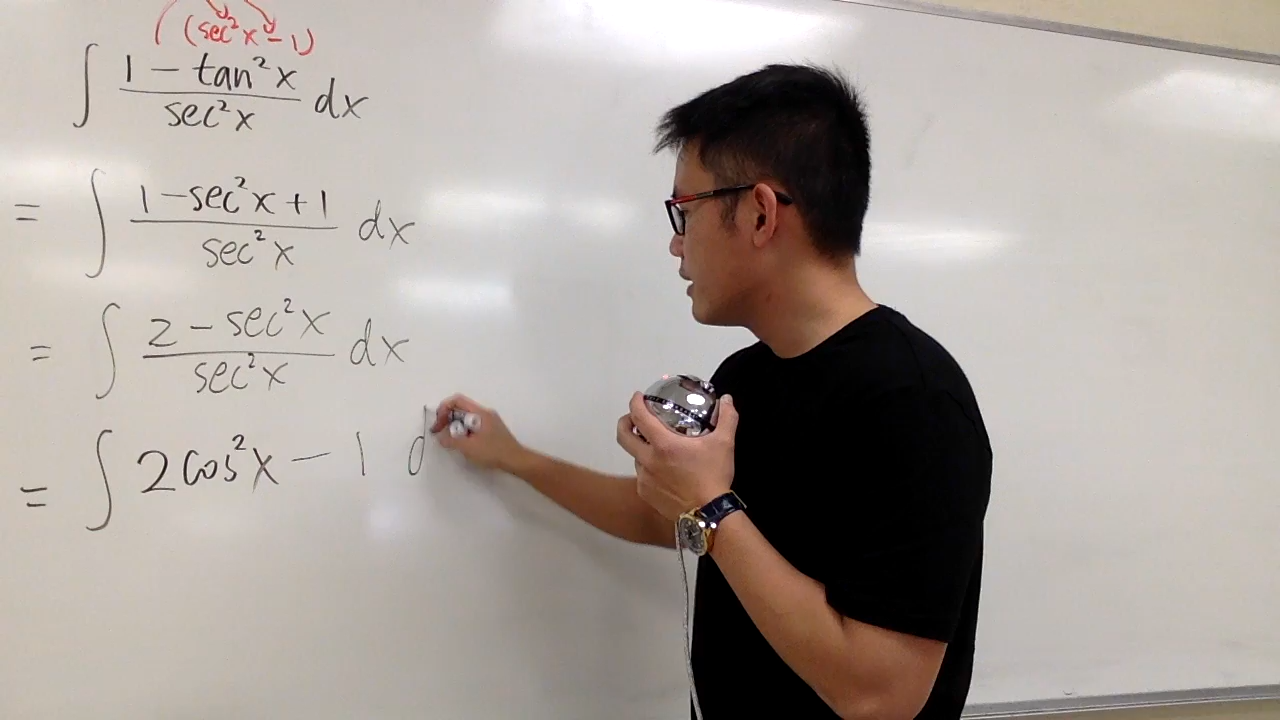 (sec²x - 1)
∫ (1 - tan²x)/(sec²x) dx
= ∫ (1 - sec²x + 1)/(sec²x) dx
= ∫ (2 - sec²x)/(sec²x) dx
= ∫ 2cos²x - 1 d